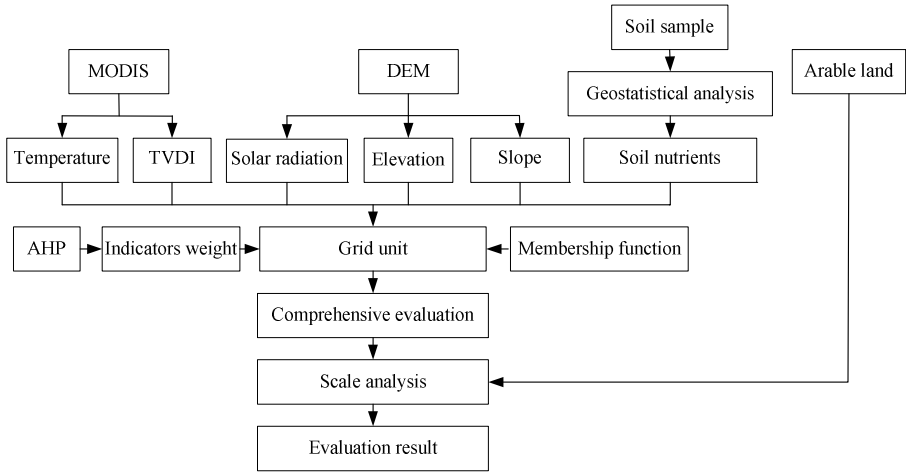 Soil sample
MODIS
DEM
Arable land
Geostatistical analysis
Temperature
TVDI
Solar radiation
Elevation
Slope
Soil nutrients
AHP
Indicators weight
Grid unit
Membership function
Comprehensive evaluation
Scale analysis
Evaluation result